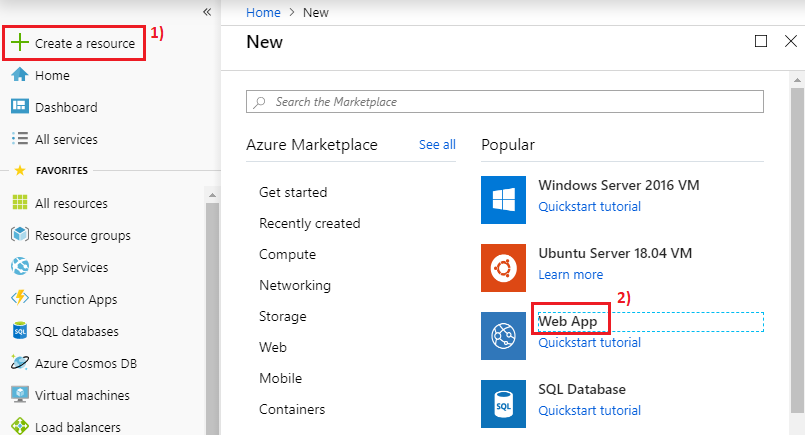 «
+ Create a resource
1)
Home
Dashboard
All services
FAVORITES
All resources
Resource groups
App Services
Function Apps
SQL databases
Azure Cosmos DB
Virtual machines
Load balancers
Home > New
New
Search the Marketplace
Azure Marketplace
See all
Get started
Recently created
Compute
Networking
Storage
Web
Mobile
Containers
Popular
Windows Server 2016 VM
Quickstart tutorial
Ubuntu Server 18.04 VM
Learn more
2)
Web App
Quickstart tutorial
SQL
SQL Database
Quickstart tutorial